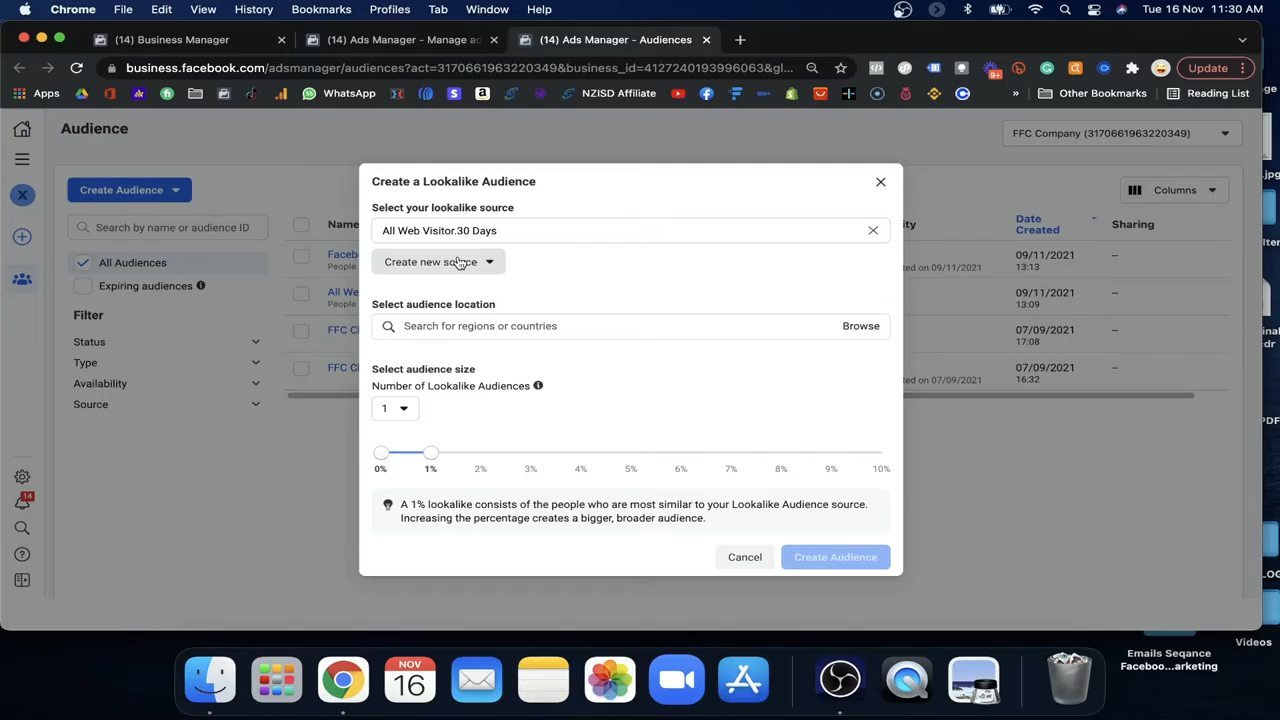 Chrome File Edit View History Bookmarks Profiles Tab Window Help
Tue 16 Nov 11:30 AM
(14) Business Manager
(14) Ads Manager - Manage ad
(14) Ads Manager - Audiences
business.facebook.com/adsmanager/audiences?act=3170661963220349&business_id=4127240193996063&gl...
9+
Update
Apps
WhatsApp
NZISD Affiliate
»
Other Bookmarks
Reading List
Audience
FFC Company (3170661963220349)
Create Audience
Columns
Search by name or audience ID
Name
Date
Created
Sharing
All Audiences
Expiring audiences
Filter
Status
Type
Availability
Source
X
14
Faceb
People
09/11/2021
13:13
--
ed on 09/11/2021
All We
People
09/11/2021
13:09
--
FFC Cl
07/09/2021
17:08
--
FFC Cl
07/09/2021
16:32
--
ted on 07/09/2021
Create a Lookalike Audience
Select your lookalike source
All Web Visitor.30 Days
Create new source
Select audience location
Search for regions or countries
Browse
Select audience size
Number of Lookalike Audiences
1
0% 1% 2% 3% 4% 5% 6% 7% 8% 9% 10%
A 1% lookalike consists of the people who are most similar to your Lookalike Audience source.
Increasing the percentage creates a bigger, broader audience.
Cancel
Create Audience
Videos
Emails Seqance
Faceboo...arketing
NOV
16